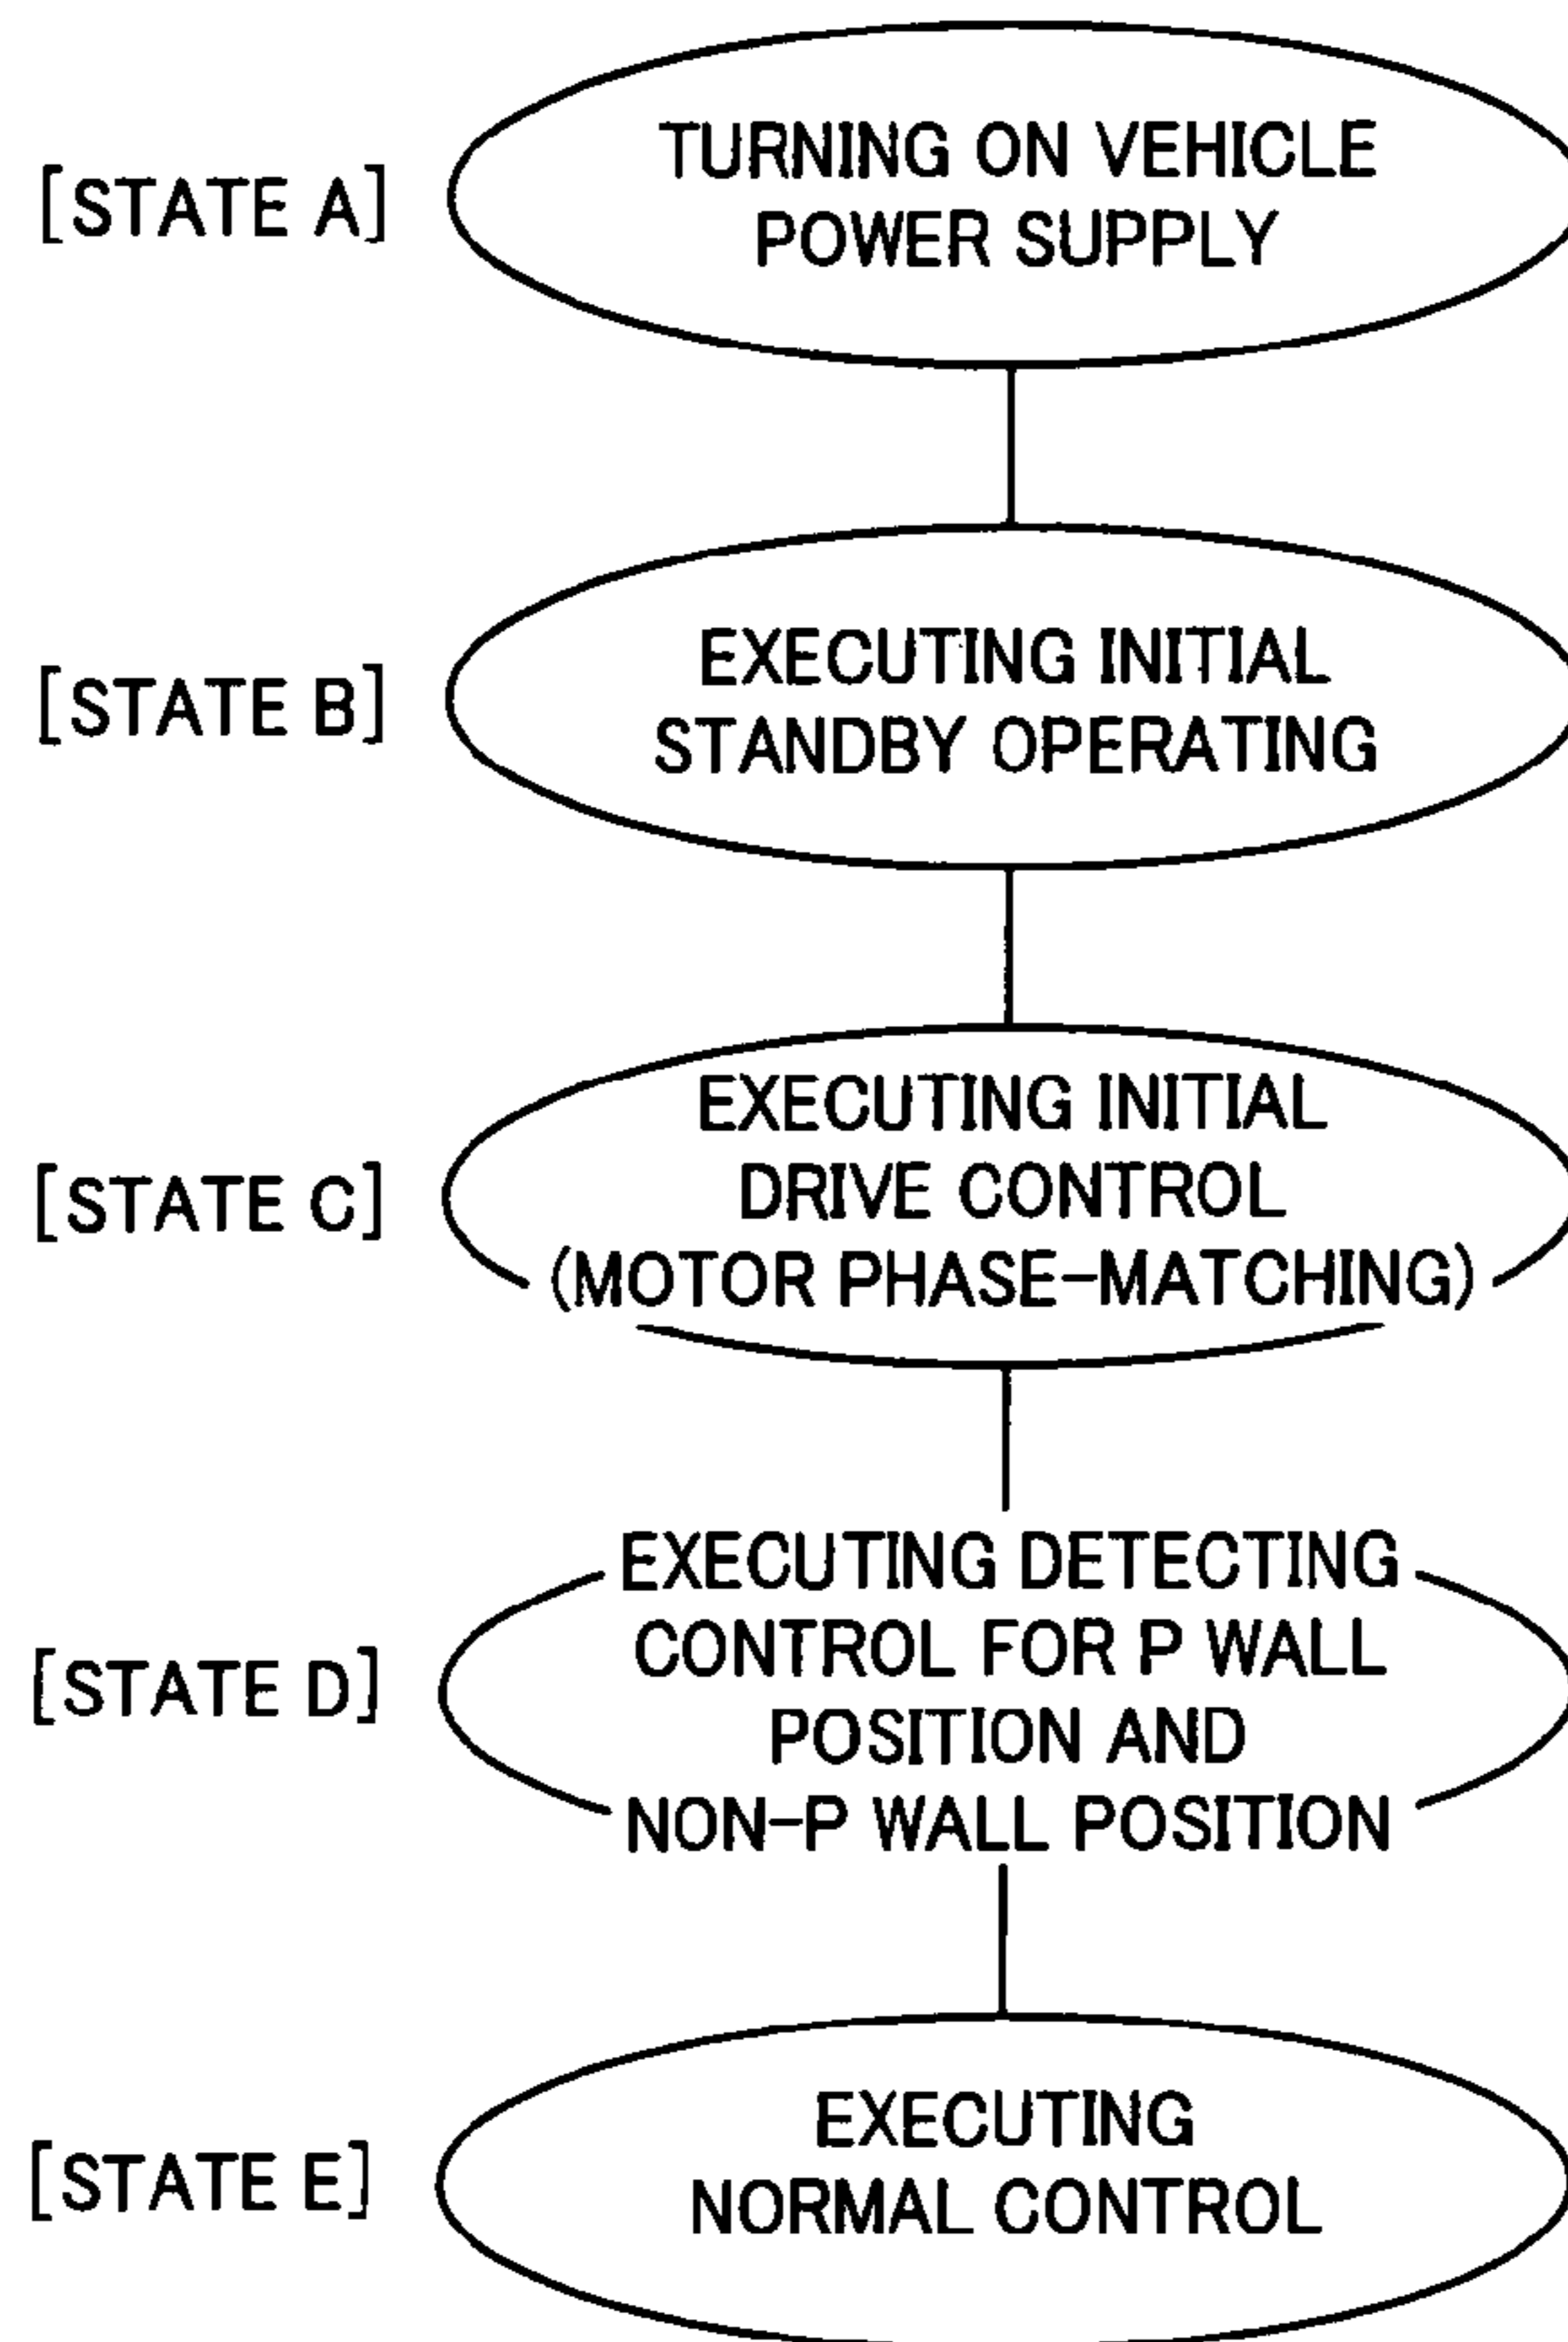 [STATE A]
TURNING ON VEHICLE
POWER SUPPLY
[STATE B]
EXECUTING INITIAL
STANDBY OPERATING
[STATE C]
EXECUTING INITIAL
DRIVE CONTROL
(MOTOR PHASE-MATCHING)
[STATE D]
EXECUTING DETECTING
CONTROL FOR P WALL
POSITION AND
NON-P WALL POSITION
[STATE E]
EXECUTING
NORMAL CONTROL